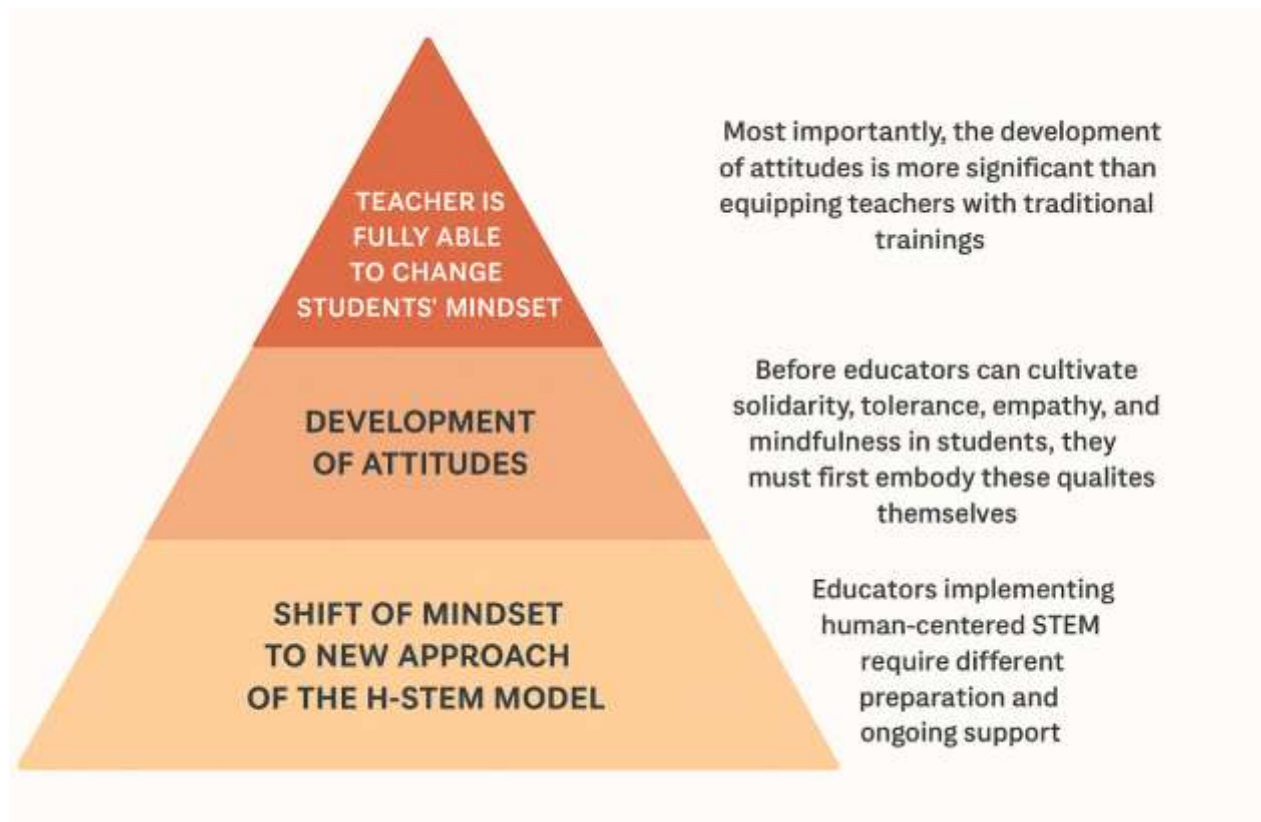 TEACHER IS
FULLY ABLE
TO CHANGE
STUDENTS' MINDSET
Most importantly, the development
of attitudes is more significant than
equipping teachers with traditional
trainings
DEVELOPMENT
OF ATTITUDES
Before educators can cultivate
solidarity, tolerance, empathy, and
mindfulness in students, they
must first embody these qualites
themselves
SHIFT OF MINDSET
TO NEW APPROACH
OF THE H-STEM MODEL
Educators implementing
human-centered STEM
require different
preparation and
ongoing support